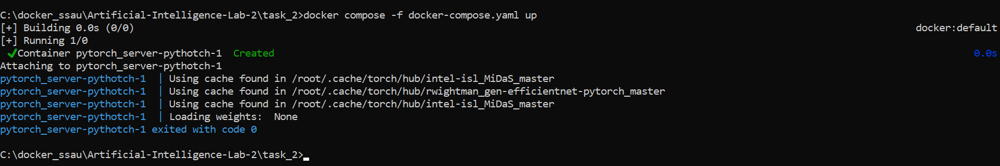 C:\docker_ssau\Artificial-Intelligence-Lab-2\task_2>docker compose -f docker-compose.yaml up
[+] Building 0.0s (0/0) docker:default
[+] Running 1/0
✔Container pytorch_server-pythotch-1 Created 0.0s
Attaching to pytorch_server-pythotch-1
pytorch_server-pythotch-1 | Using cache found in /root/.cache/torch/hub/intel-isl_MiDaS_master
pytorch_server-pythotch-1 | Using cache found in /root/.cache/torch/hub/rwightman_gen-efficientnet-pytorch_master
pytorch_server-pythotch-1 | Using cache found in /root/.cache/torch/hub/intel-isl_MiDaS_master
pytorch_server-pythotch-1 | Loading weights: None
pytorch_server-pythotch-1 exited with code 0
C:\docker_ssau\Artificial-Intelligence-Lab-2\task_2>